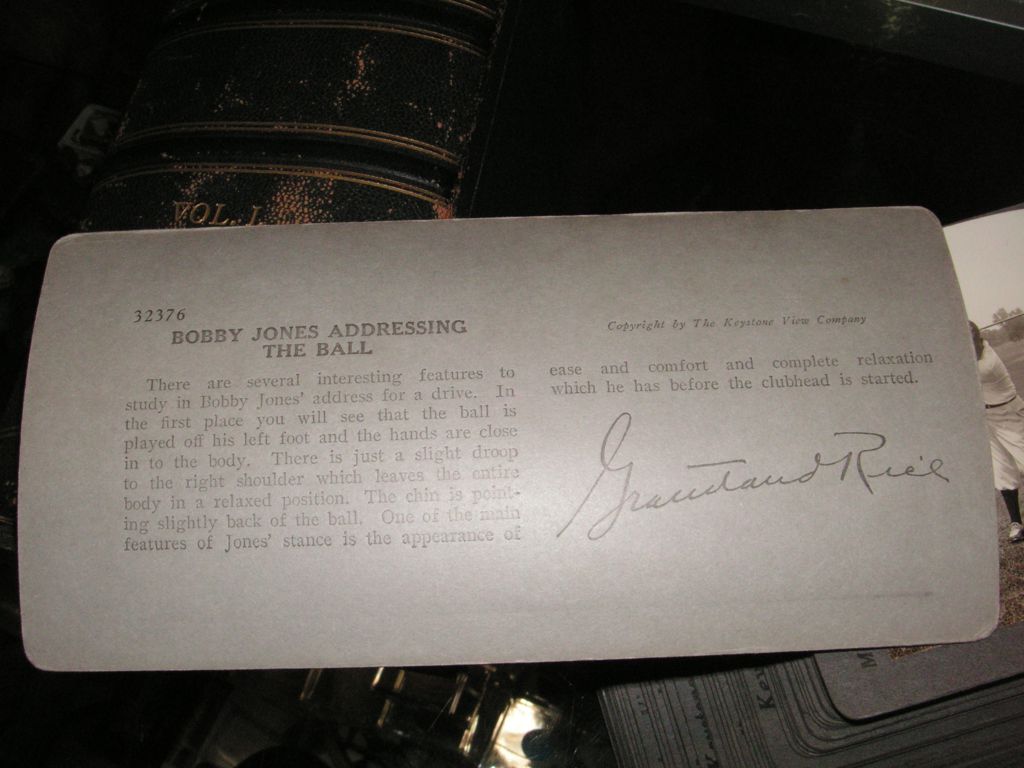 VOL. I
32376
BOBBY JONES ADDRESSING
THE BALL
There are several interesting features to
study in Bobby Jones' address for a drive. In
the first place you will see that the ball is
played off his left foot and the hands are close
in to the body. There is just a slight droop
to the right shoulder which leaves the entire
body in a relaxed position. The chin is point-
ing slightly back of the ball. One of the main
features of Jones' stance is the appearance of
Copyright by The Keystone View Company
ease and comfort and complete relaxation
which he has before the clubhead is started.
Grantland Rice